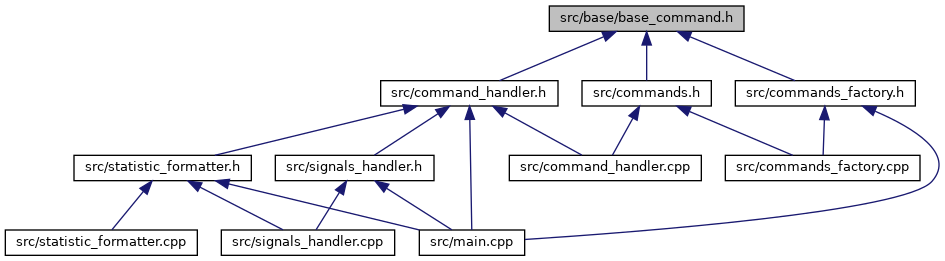 src/base/base_command.h
src/command_handler.h
src/commands.h
src/commands_factory.h
src/statistic_formatter.h
src/signals_handler.h
src/command_handler.cpp
src/commands_factory.cpp
src/statistic_formatter.cpp
src/signals_handler.cpp
src/main.cpp